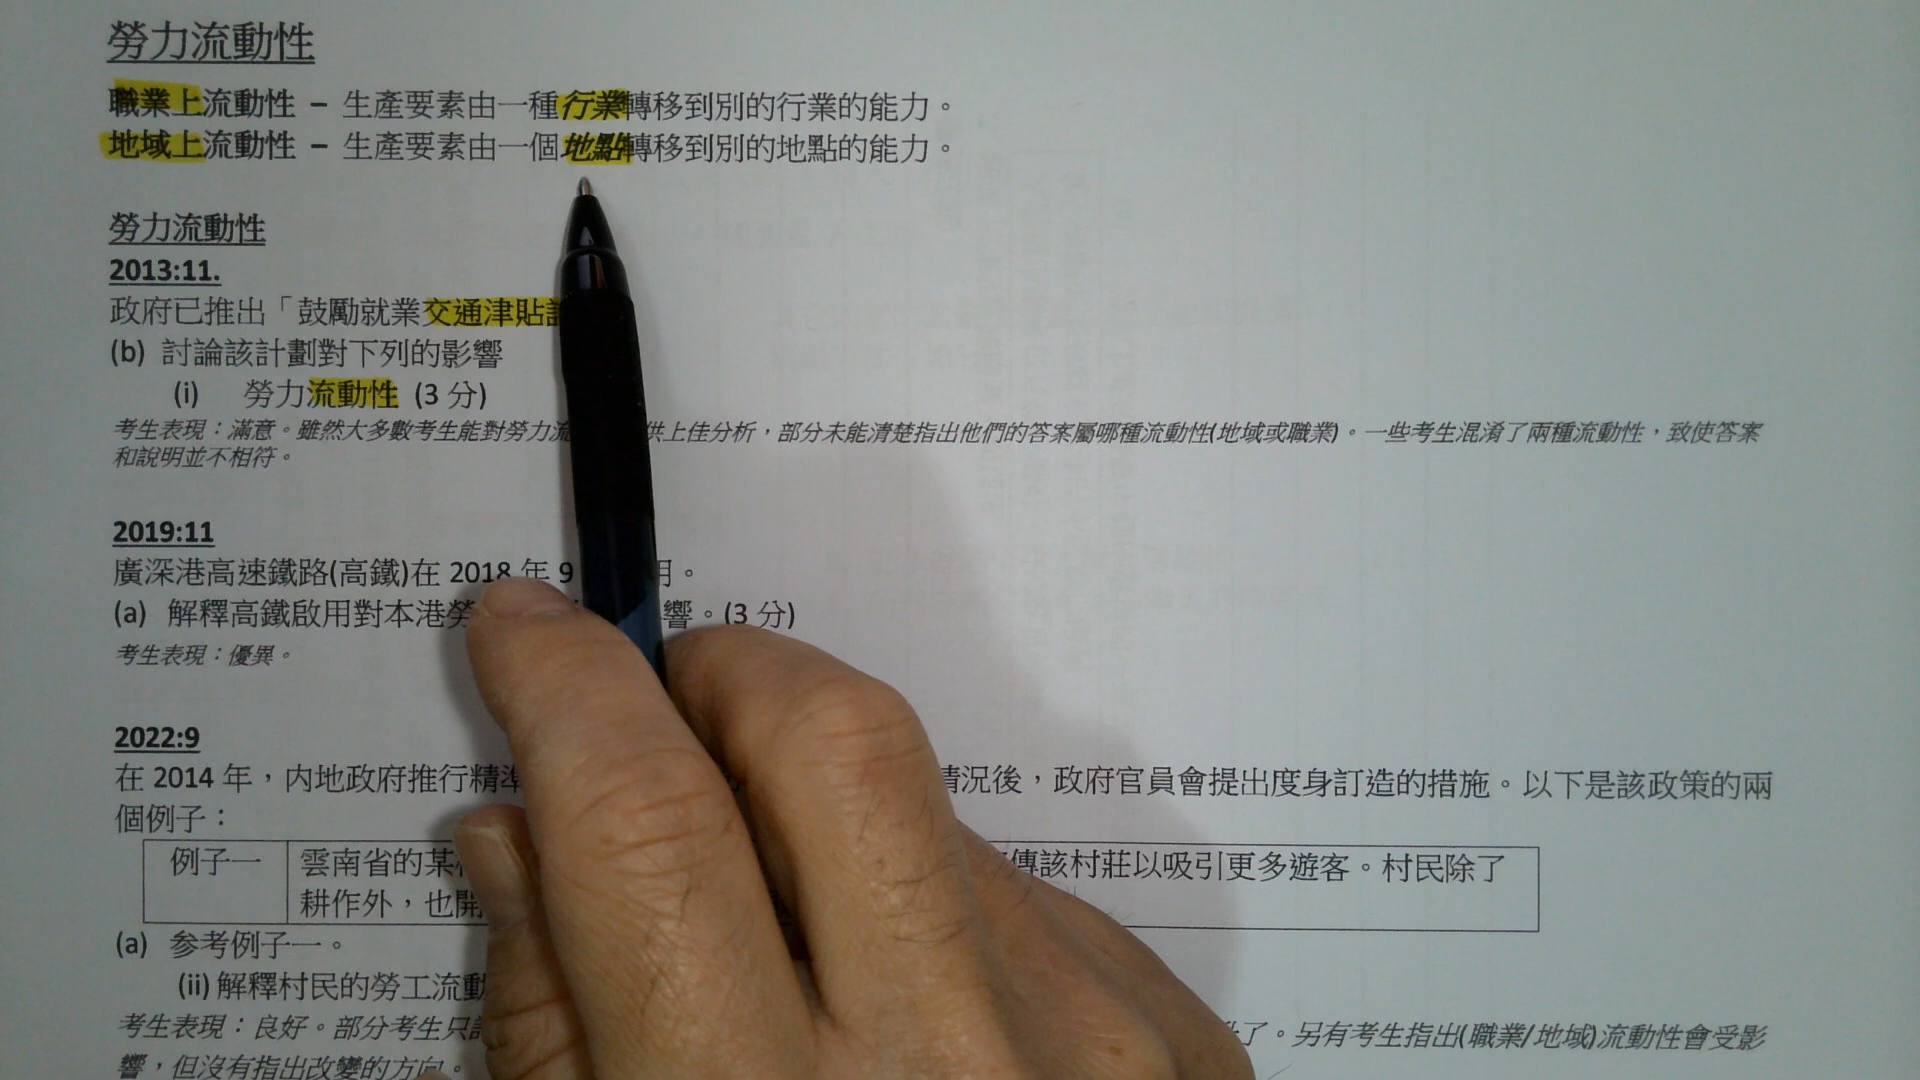 勞力流動性
職業上流動性 – 生產要素由一種行業轉移到別的行業的能力。
地域上流動性 – 生產要素由一個地點轉移到別的地點的能力。
勞力流動性
2013:11.
政府已推出「鼓勵就業交通津貼
(b) 討論該計劃對下列的影響
(i) 勞力流動性 (3 分)
考生表現：滿意。雖然大多數考生能對勞力流 供上佳分析，部分未能清楚指出他們的答案屬哪種流動性(地域或職業)。一些考生混淆了兩種流動性，致使答案
和說明並不相符。
2019:11
廣深港高速鐵路(高鐵)在 2018 年 9 月。
(a) 解釋高鐵啟用對本港勞 響。(3 分)
考生表現：優異。
2022:9
在 2014 年，內地政府推行精準 情況後，政府官員會提出度身訂造的措施。以下是該政策的兩
個例子：
例子一 雲南省的某 傳該村莊以吸引更多遊客。村民除了
耕作外，也開
(a) 參考例子一。
(ii) 解釋村民的勞工流動
考生表現：良好。部分考生只 了。另有考生指出(職業/地域)流動性會受影
響，但沒有指出改變的方向。